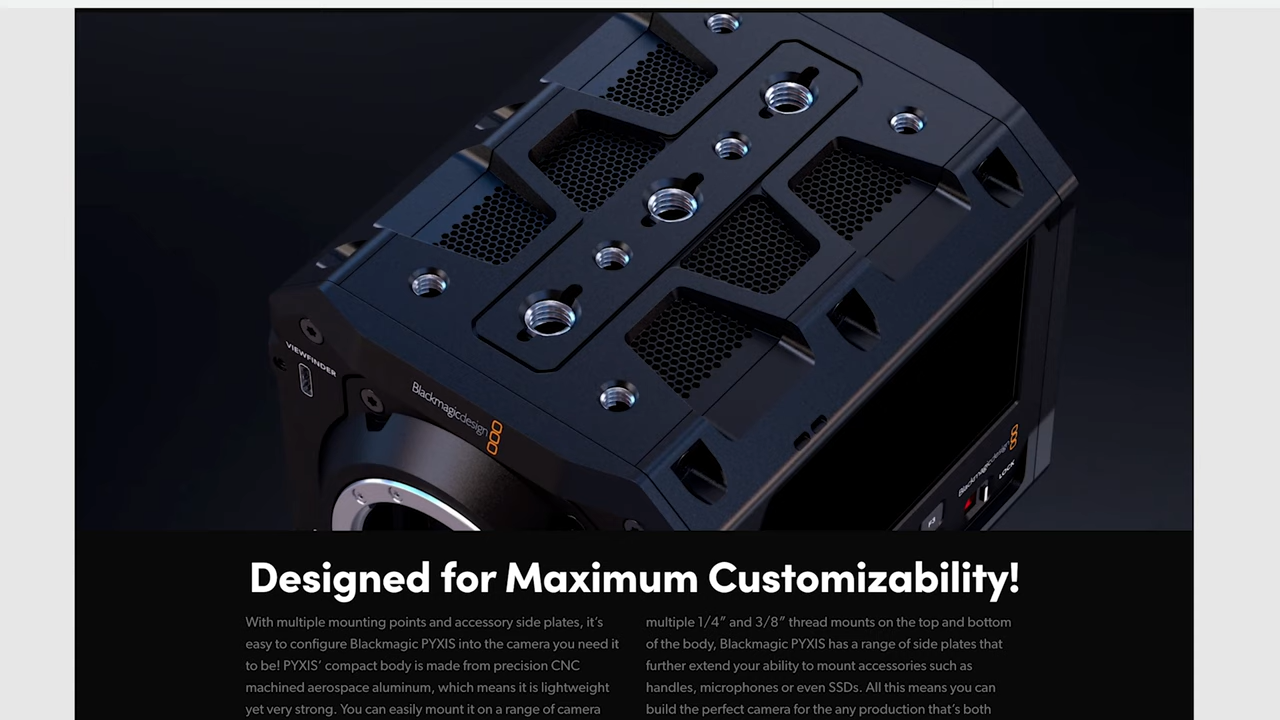 VIEWFINDER
Blackmagicdesign
Blackmagicdesign
LOCK
F3
Designed for Maximum Customizability!
With multiple mounting points and accessory side plates, it’s
easy to configure Blackmagic PYXIS into the camera you need it
to be! PYXIS’ compact body is made from precision CNC
machined aerospace aluminum, which means it is lightweight
yet very strong. You can easily mount it on a range of camera
multiple 1/4” and 3/8” thread mounts on the top and bottom
of the body, Blackmagic PYXIS has a range of side plates that
further extend your ability to mount accessories such as
handles, microphones or even SSDs. All this means you can
build the perfect camera for the any production that’s both